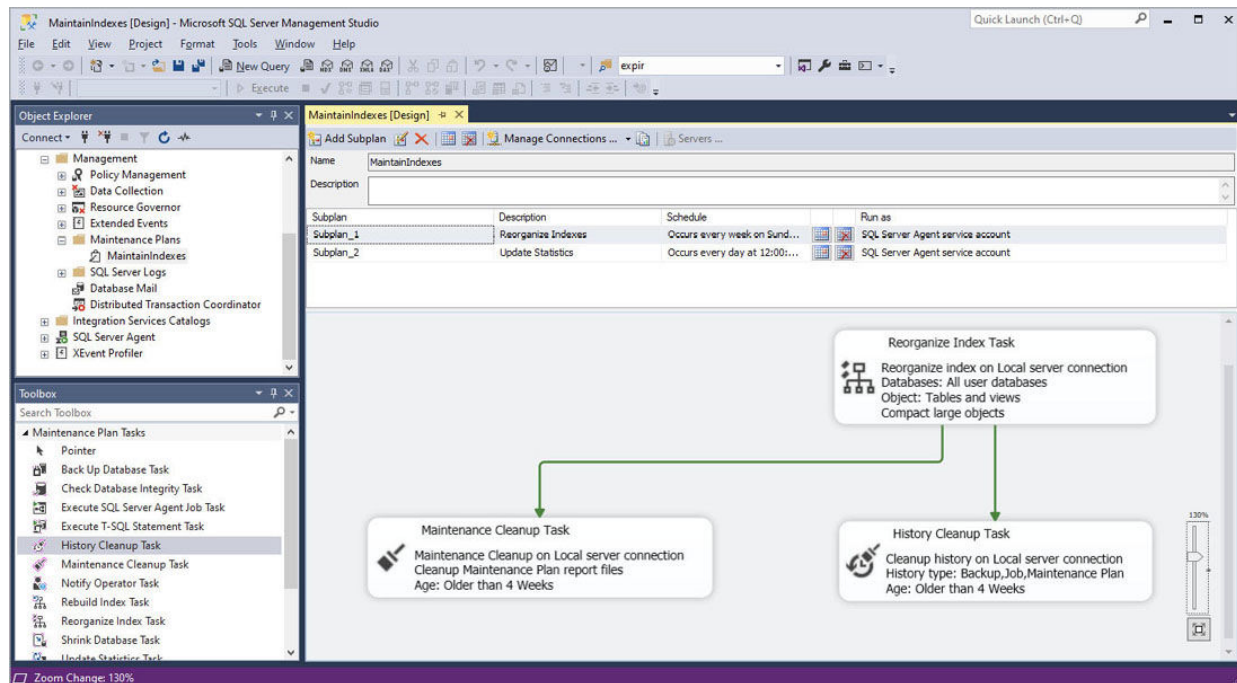 MaintainIndexes [Design] - Microsoft SQL Server Management Studio
Quick Launch (Ctrl+Q)
File Edit View Project Format Tools Window Help
New Query
expir
Execute
Object Explorer
Connect
Management
Policy Management
Data Collection
Resource Governor
Extended Events
Maintenance Plans
MaintainIndexes
SQL Server Logs
Database Mail
Distributed Transaction Coordinator
Integration Services Catalogs
SQL Server Agent
XEvent Profiler
Toolbox
Search Toolbox
Maintenance Plan Tasks
Pointer
Back Up Database Task
Check Database Integrity Task
Execute SQL Server Agent Job Task
Execute T-SQL Statement Task
History Cleanup Task
Maintenance Cleanup Task
Notify Operator Task
Rebuild Index Task
Reorganize Index Task
Shrink Database Task
Update Statistics Task
MaintainIndexes [Design]
Add Subplan Manage Connections ... Servers ...
Name MaintainIndexes
Description
Subplan Description Schedule Run as
Subplan_1 Reorganize Indexes Occurs every week on Sund... SQL Server Agent service account
Subplan_2 Update Statistics Occurs every day at 12:00:... SQL Server Agent service account
Reorganize Index Task
Reorganize index on Local server connection
Databases: All user databases
Object: Tables and views
Compact large objects
Maintenance Cleanup Task
Maintenance Cleanup on Local server connection
Cleanup Maintenance Plan report files
Age: Older than 4 Weeks
History Cleanup Task
Cleanup history on Local server connection
History type: Backup,Job,Maintenance Plan
Age: Older than 4 Weeks
130%
Zoom Change: 130%